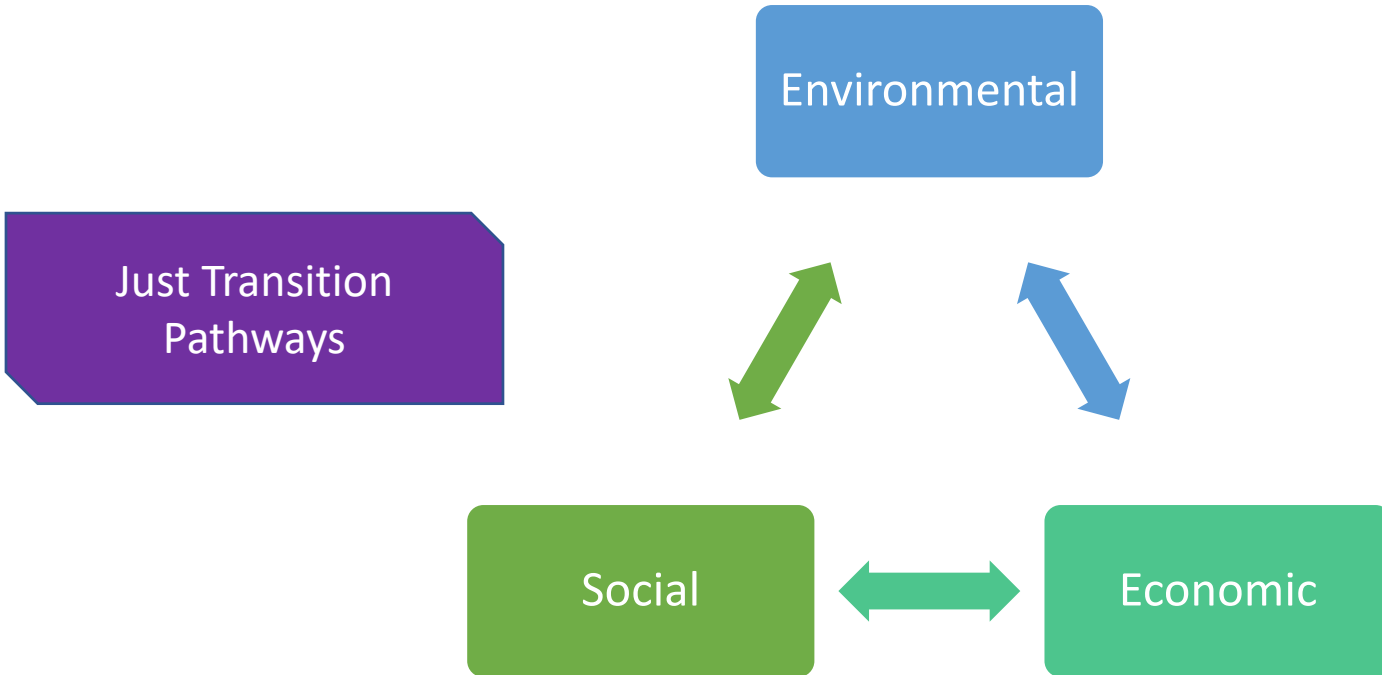 Environmental
Just Transition
Pathways
Social
Economic